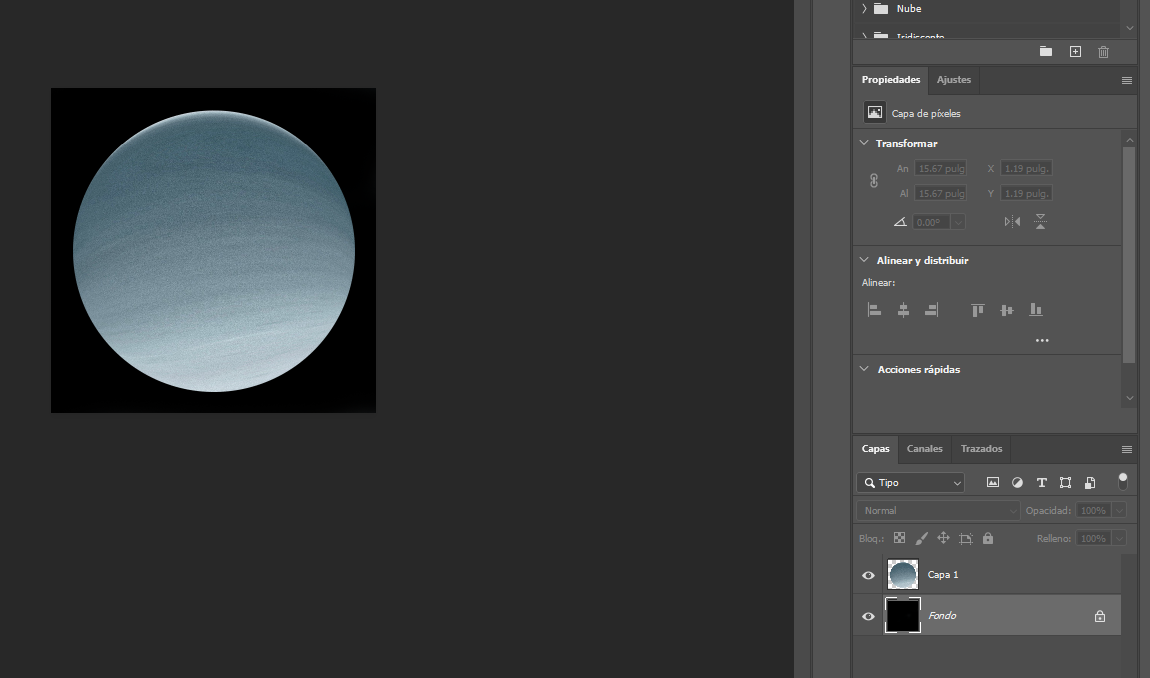 Nube
Iridiscente
Propiedades Ajustes
Capa de píxeles
Transformar
An 15.67 pulg X 1.19 pulg.
Al 15.67 pulg Y 1.19 pulg.
0.00°
Alinear y distribuir
Alinear:
Acciones rápidas
Capas Canales Trazados
Tipo
Normal Opacidad: 100%
Bloq.: Relleno: 100%
Capa 1
Fondo